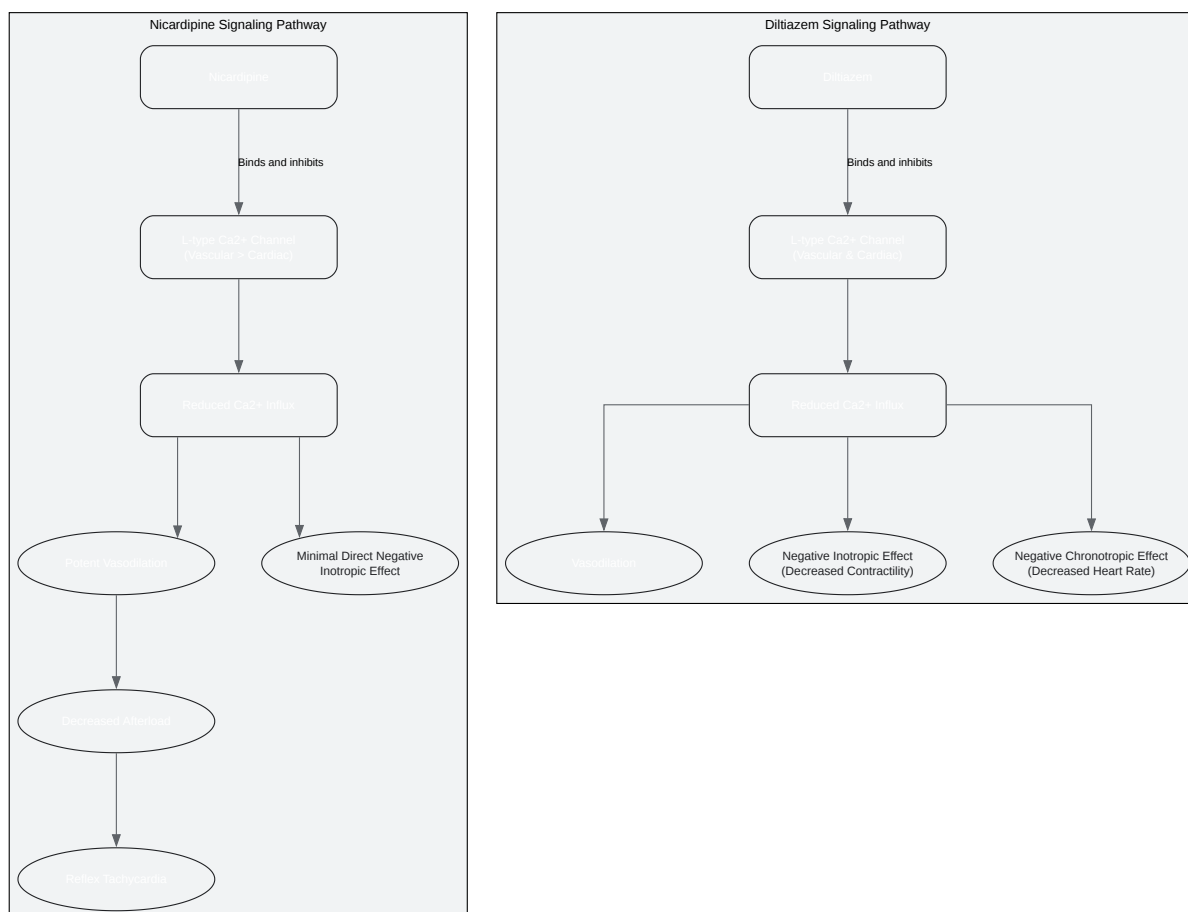 Nicardipine Signaling Pathway
Nicardipine
Binds and inhibits
L-type Ca2+ Channel
(Vascular > Cardiac)
Reduced Ca2+ Influx
Potent Vasodilation
Minimal Direct Negative
Inotropic Effect
Decreased Afterload
Reflex Tachycardia
Diltiazem Signaling Pathway
Diltiazem
Binds and inhibits
L-type Ca2+ Channel
(Vascular & Cardiac)
Reduced Ca2+ Influx
Vasodilation
Negative Inotropic Effect
(Decreased Contractility)
Negative Chronotropic Effect
(Decreased Heart Rate)